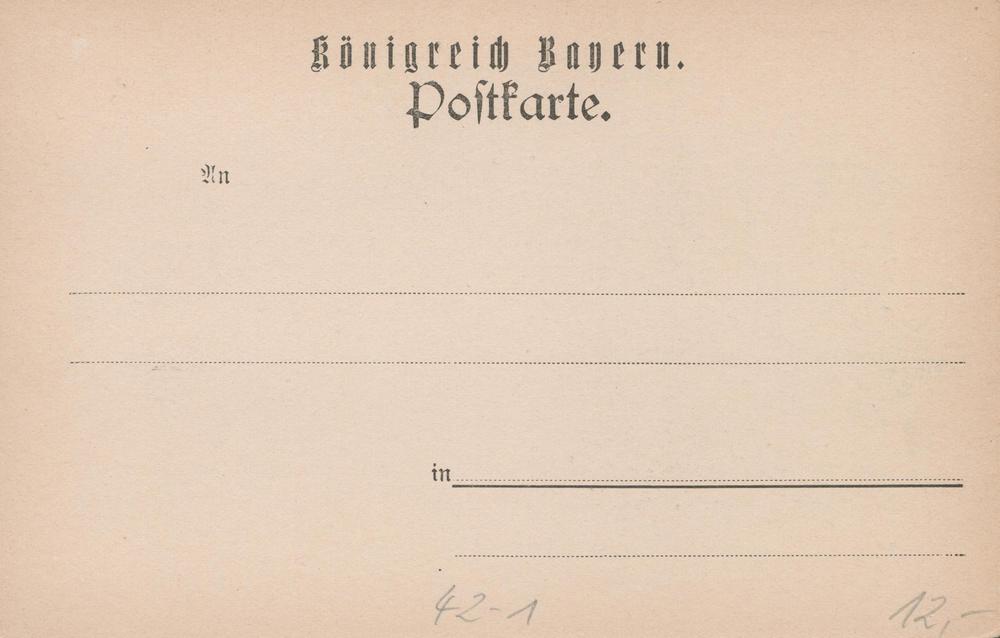 Königreich Bayern.
Poſtkarte.
An
in
42-1
12,-